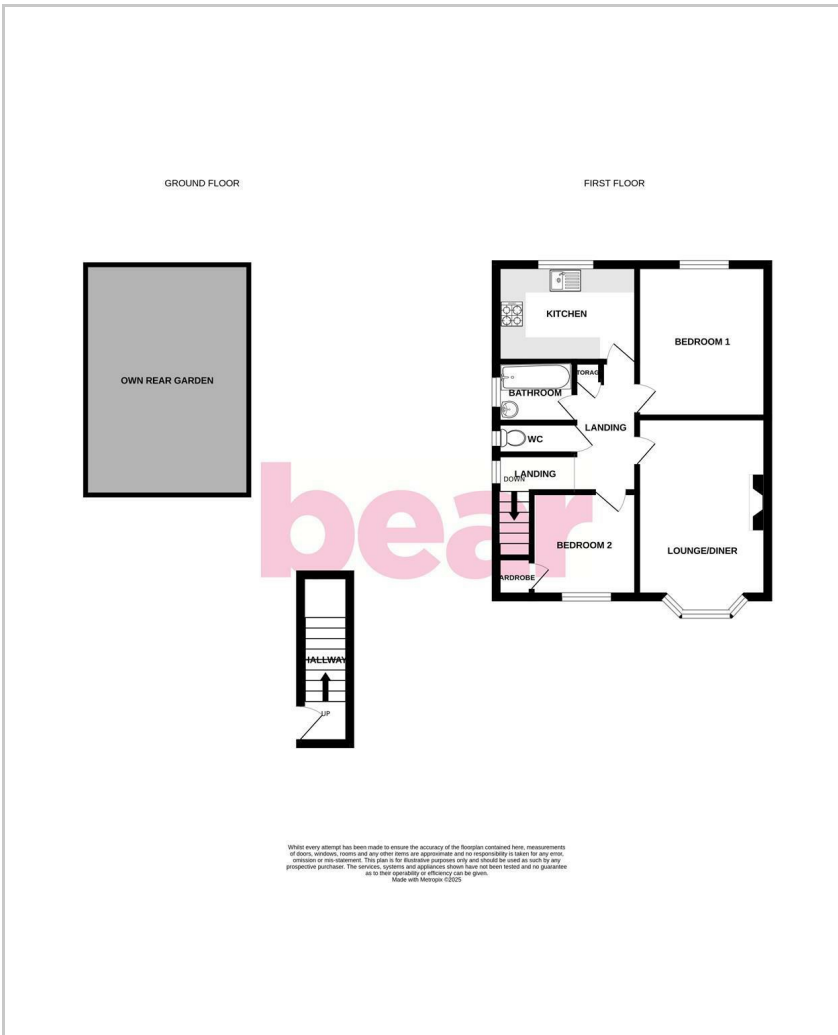 GROUND FLOOR
FIRST FLOOR
OWN REAR GARDEN
KITCHEN
BEDROOM 1
TORAG
BATHROOM
LANDING
WC
LANDING
DOWN
bear
BEDROOM 2
LOUNGE/DINER
ARDROBE
HALLWAY
UP
Whilst every attempt has been made to ensure the accuracy of the floorplan contained here, measurements
of doors, windows, rooms and any other items are approximate and no responsibility is taken for any error,
omission or mis-statement. This plan is for illustrative purposes only and should be used as such by any
prospective purchaser. The services, systems and appliances shown have not been tested and no guarantee
as to their operability or efficiency can be given.
Made with Metropix ©2025